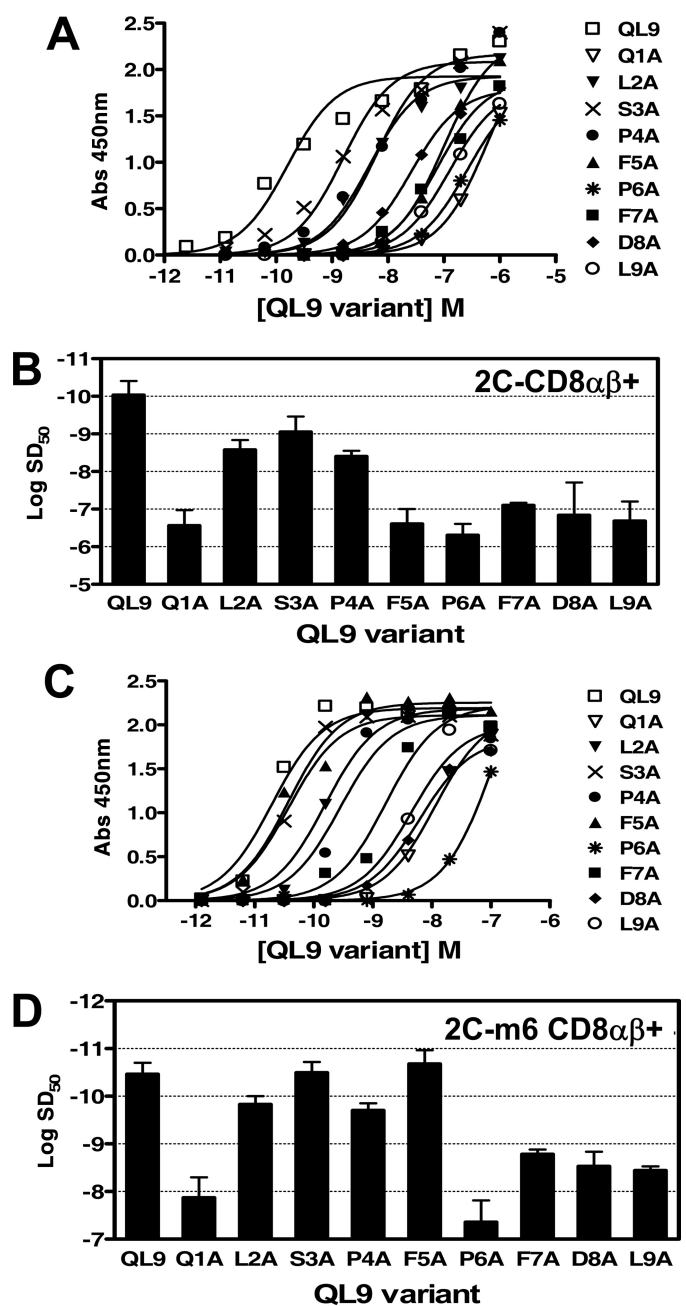 A
Abs 450nm
2.5
2.0
1.5
1.0
0.5
0.0
-12 -11 -10 -9 -8 -7 -6 -5
[QL9 variant] M
QL9
Q1A
L2A
S3A
P4A
F5A
P6A
F7A
D8A
L9A
B
2C-CD8αβ+
Log SD50
-11
-10
-9
-8
-7
-6
-5
QL9 Q1A L2A S3A P4A F5A P6A F7A D8A L9A
QL9 variant
C
Abs 450nm
2.5
2.0
1.5
1.0
0.5
0.0
-12 -11 -10 -9 -8 -7 -6
[QL9 variant] M
QL9
Q1A
L2A
S3A
P4A
F5A
P6A
F7A
D8A
L9A
D
2C-m6 CD8αβ+
Log SD50
-12
-11
-10
-9
-8
-7
QL9 Q1A L2A S3A P4A F5A P6A F7A D8A L9A
QL9 variant